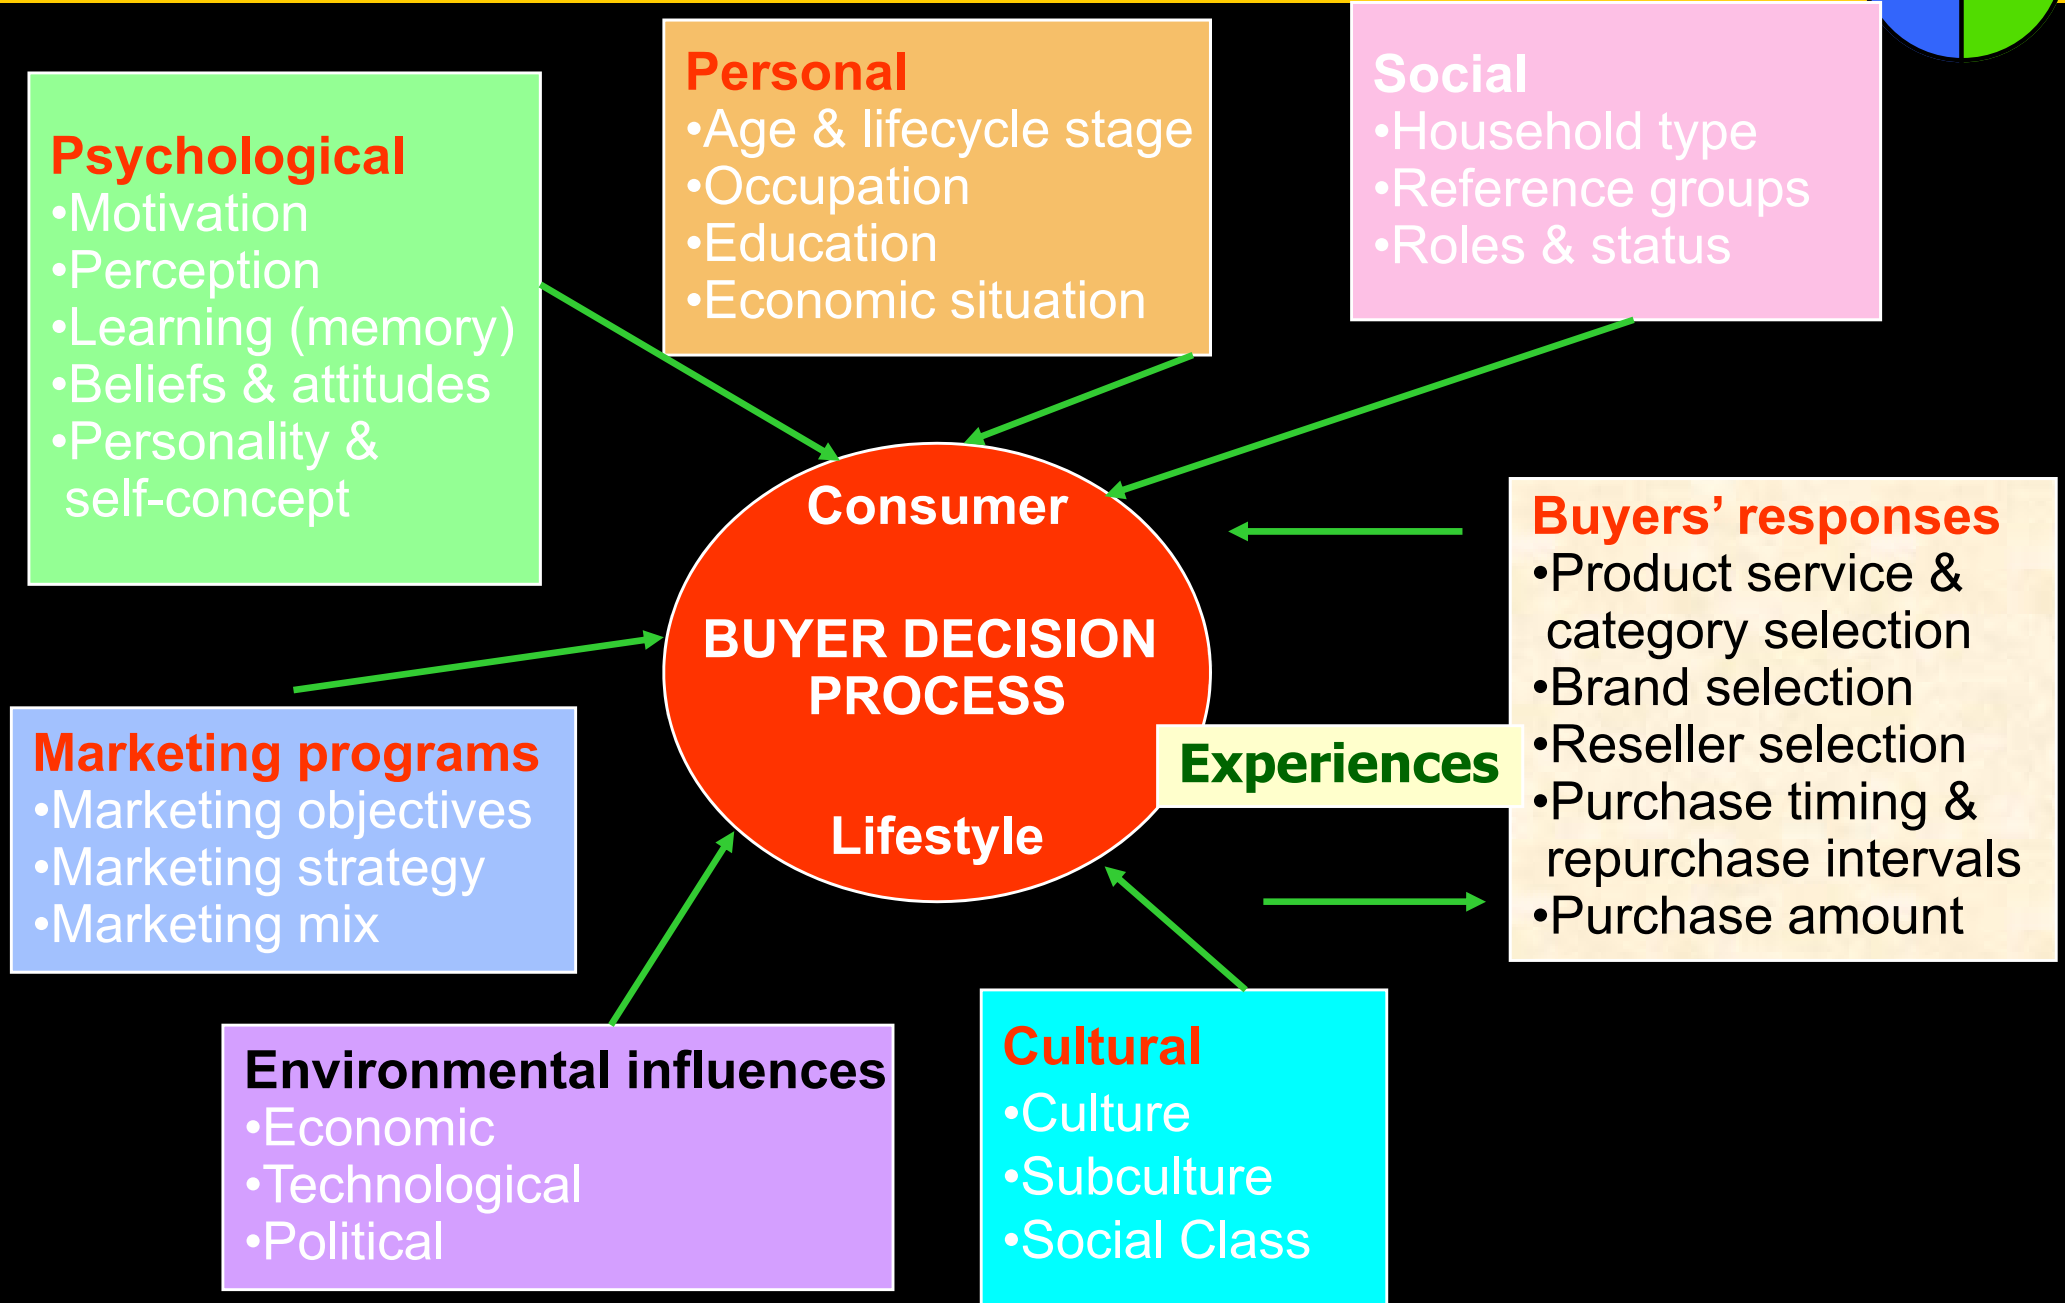 Psychological
•Motivation
•Perception
•Learning (memory)
•Beliefs & attitudes
•Personality &
self-concept
Personal
•Age & lifecycle stage
•Occupation
•Education
•Economic situation
Social
•Household type
•Reference groups
•Roles & status
Consumer
BUYER DECISION
PROCESS
Lifestyle
Experiences
Buyers’ responses
•Product service &
category selection
•Brand selection
•Reseller selection
•Purchase timing &
repurchase intervals
•Purchase amount
Marketing programs
•Marketing objectives
•Marketing strategy
•Marketing mix
Environmental influences
•Economic
•Technological
•Political
Cultural
•Culture
•Subculture
•Social Class